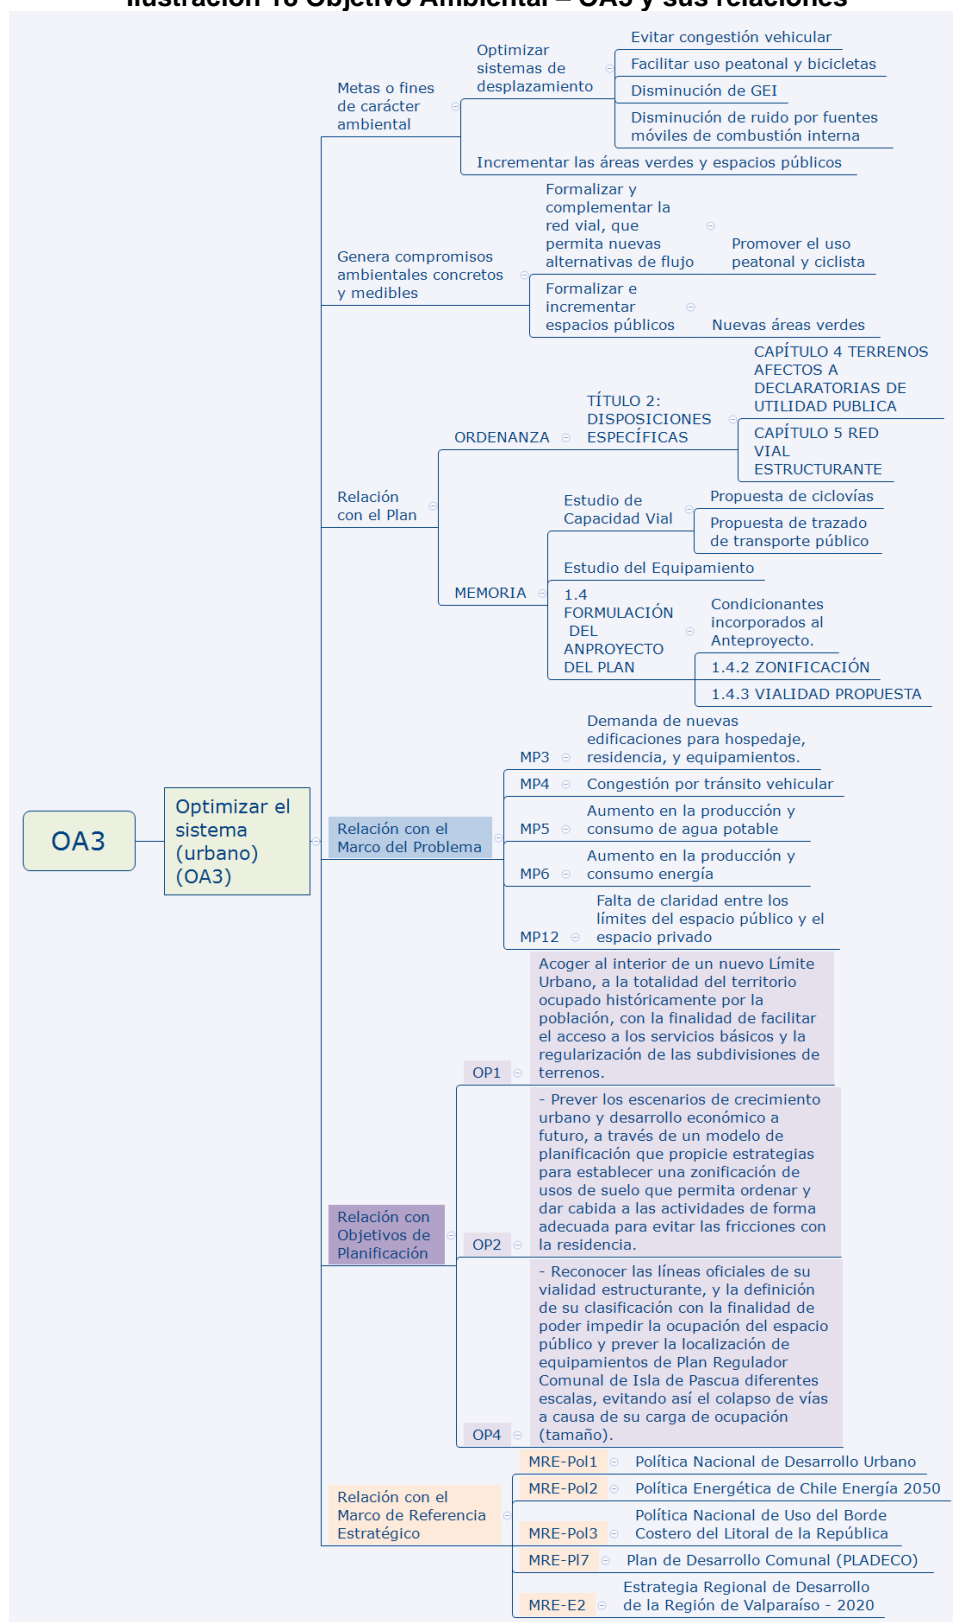 Ilustración 18 Objetivo Ambiental – OA3 y sus relaciones
Metas o fines
de carácter
ambiental
Optimizar
sistemas de
desplazamiento
Evitar congestión vehicular
Facilitar uso peatonal y bicicletas
Disminución de GEI
Disminución de ruido por fuentes
móviles de combustión interna
Incrementar las áreas verdes y espacios públicos
Genera compromisos
ambientales concretos
y medibles
Formalizar y
complementar la
red vial, que
permita nuevas
alternativas de flujo
Promover el uso
peatonal y ciclista
Formalizar e
incrementar
espacios públicos
Nuevas áreas verdes
Relación
con el Plan
ORDENANZA
TÍTULO 2:
DISPOSICIONES
ESPECÍFICAS
CAPÍTULO 4 TERRENOS
AFECTOS A
DECLARATORIAS DE
UTILIDAD PUBLICA
CAPÍTULO 5 RED
VIAL
ESTRUCTURANTE
MEMORIA
Estudio de
Capacidad Vial
Propuesta de ciclovías
Propuesta de trazado
de transporte público
Estudio del Equipamiento
1.4
FORMULACIÓN
DEL
ANPROYECTO
DEL PLAN
Condicionantes
incorporados al
Anteproyecto.
1.4.2 ZONIFICACIÓN
1.4.3 VIALIDAD PROPUESTA
OA3
Optimizar el
sistema
(urbano)
(OA3)
Relación con el
Marco del Problema
MP3
Demanda de nuevas
edificaciones para hospedaje,
residencia, y equipamientos.
MP4
Congestión por tránsito vehicular
MP5
Aumento en la producción y
consumo de agua potable
MP6
Aumento en la producción y
consumo energía
MP12
Falta de claridad entre los
límites del espacio público y el
espacio privado
Relación con
Objetivos de
Planificación
OP1
Acoger al interior de un nuevo Límite
Urbano, a la totalidad del territorio
ocupado históricamente por la
población, con la finalidad de facilitar
el acceso a los servicios básicos y la
regularización de las subdivisiones de
terrenos.
OP2
- Prever los escenarios de crecimiento
urbano y desarrollo económico a
futuro, a través de un modelo de
planificación que propicie estrategias
para establecer una zonificación de
usos de suelo que permita ordenar y
dar cabida a las actividades de forma
adecuada para evitar las fricciones con
la residencia.
OP4
- Reconocer las líneas oficiales de su
vialidad estructurante, y la definición
de su clasificación con la finalidad de
poder impedir la ocupación del espacio
público y prever la localización de
equipamientos de Plan Regulador
Comunal de Isla de Pascua diferentes
escalas, evitando así el colapso de vías
a causa de su carga de ocupación
(tamaño).
Relación con el
Marco de Referencia
Estratégico
MRE-Pol1
Política Nacional de Desarrollo Urbano
MRE-Pol2
Política Energética de Chile Energía 2050
MRE-Pol3
Política Nacional de Uso del Borde
Costero del Litoral de la República
MRE-Pl7
Plan de Desarrollo Comunal (PLADECO)
MRE-E2
Estrategia Regional de Desarrollo
de la Región de Valparaíso - 2020